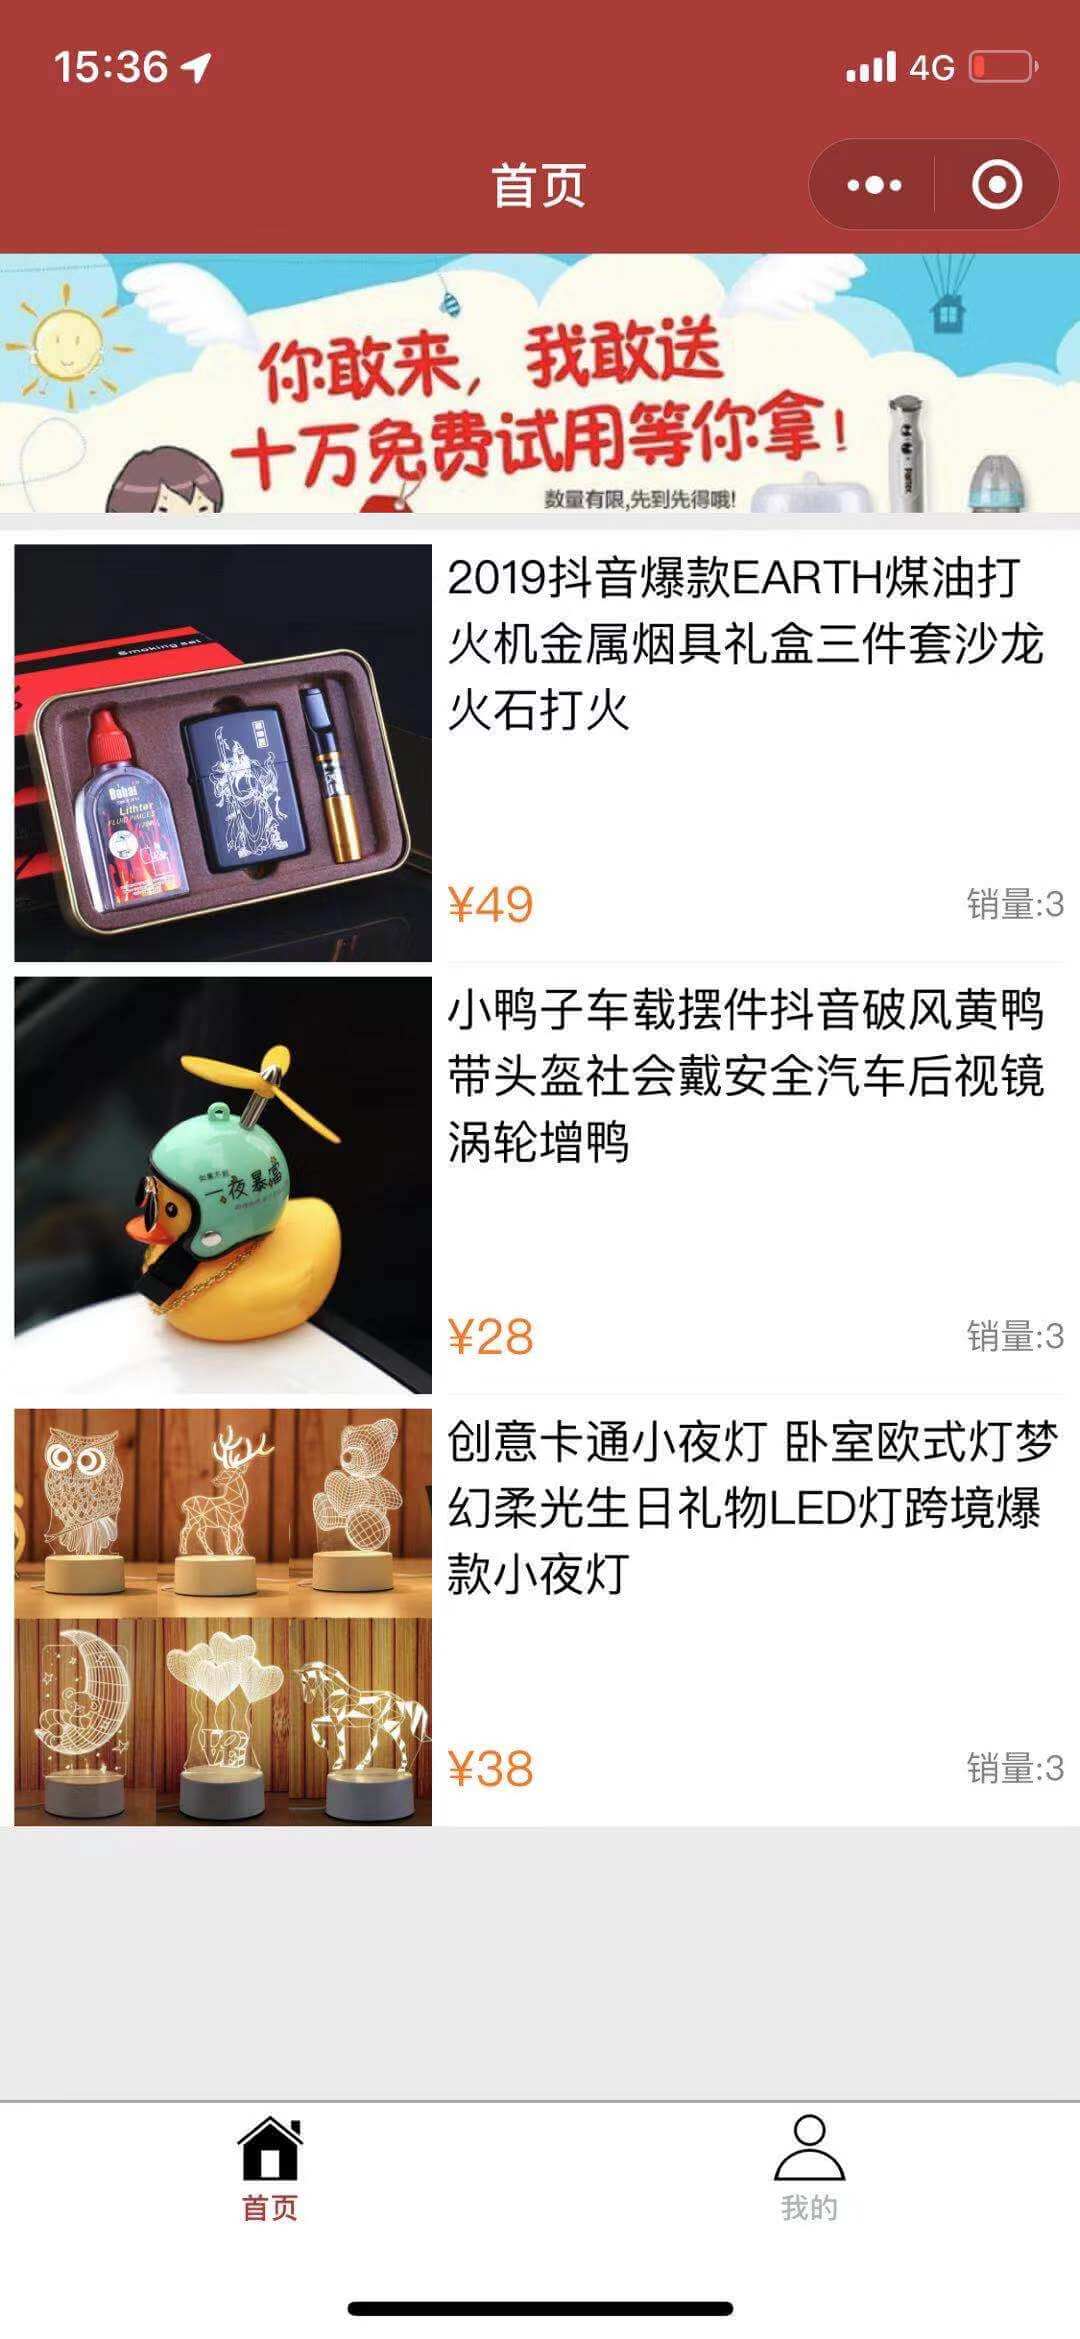 15:36
4G
首页
你敢来，我敢送
十万免费试用等你拿！
数量有限,先到先得哦!
2019抖音爆款EARTH煤油打
火机金属烟具礼盒三件套沙龙
火石打火
Smoking set
Bohai
Lithter
¥49
销量:3
小鸭子车载摆件抖音破风黄鸭
带头盔社会戴安全汽车后视镜
涡轮增鸭
一夜暴富
¥28
销量:3
创意卡通小夜灯 卧室欧式灯梦
幻柔光生日礼物LED灯跨境爆
款小夜灯
LOVE
¥38
销量:3
首页
我的